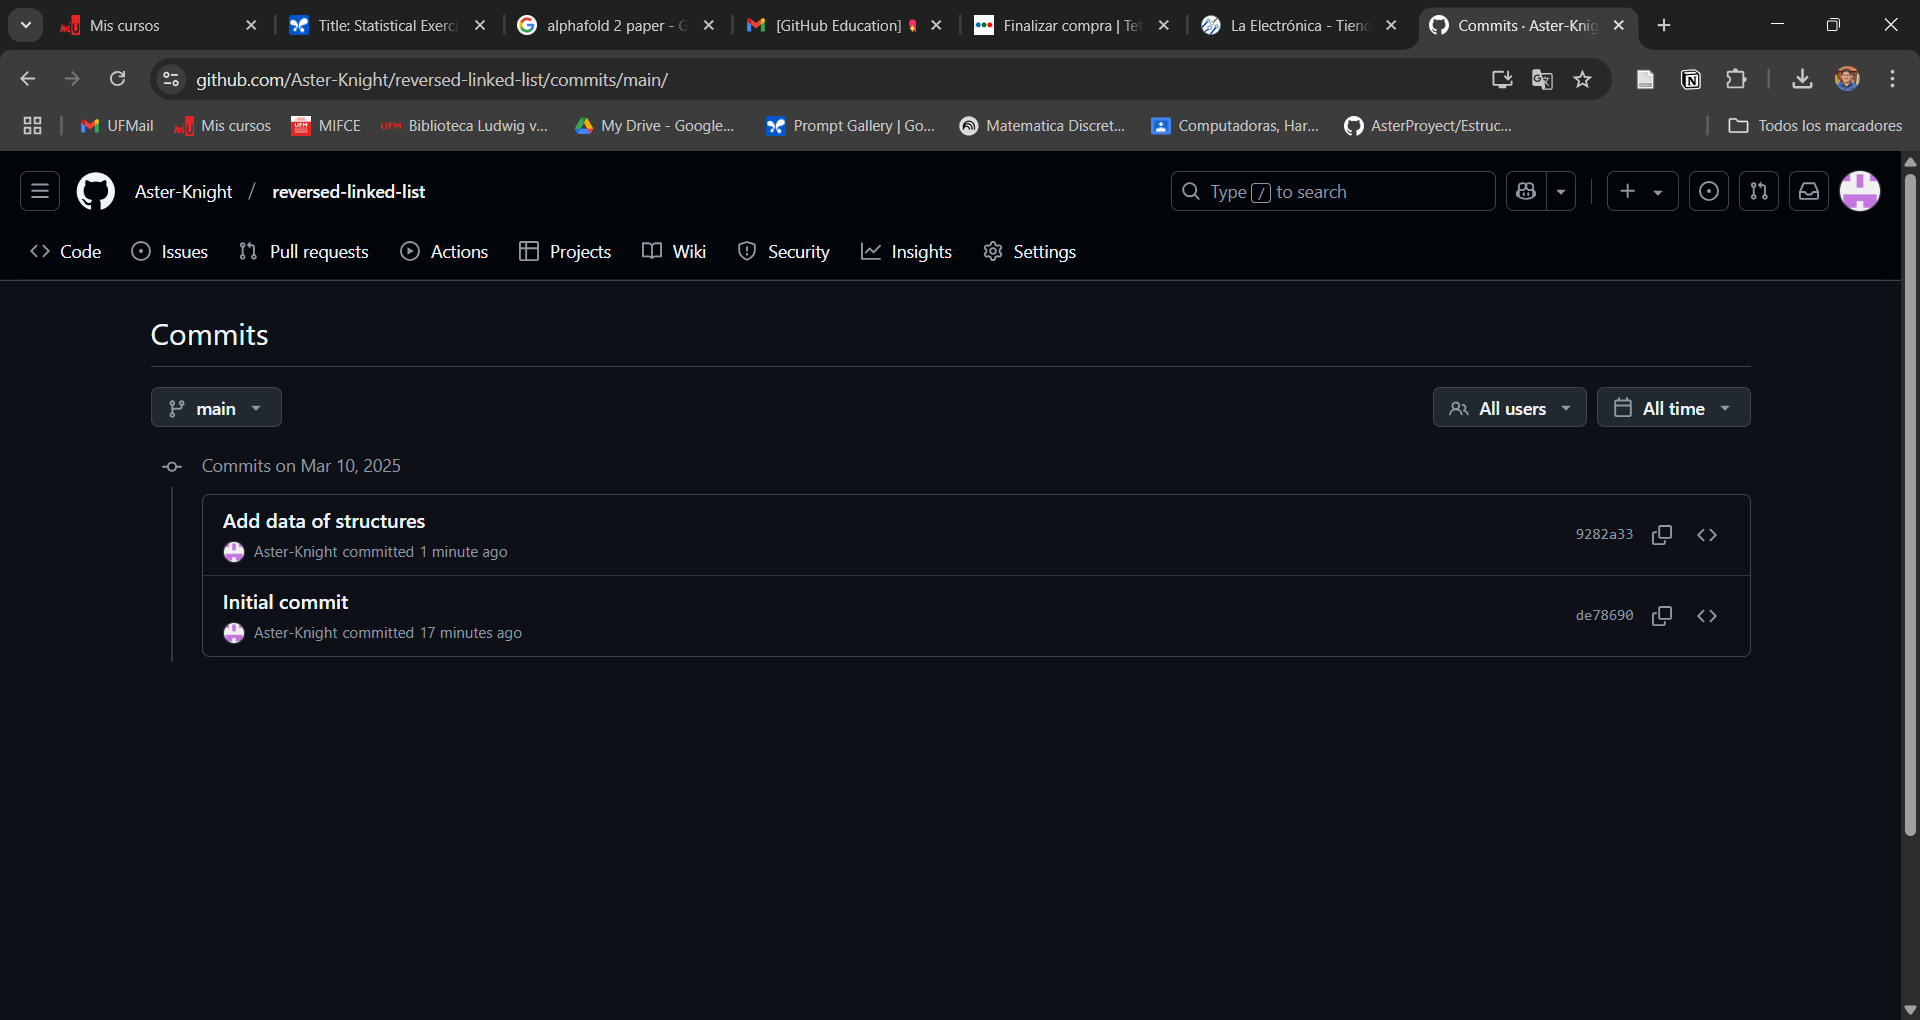 Mis cursos
Title: Statistical Exerci
alphafold 2 paper - G
[GitHub Education]
Finalizar compra | Tet
La Electrónica - Tiend
Commits · Aster-Knig
github.com/Aster-Knight/reversed-linked-list/commits/main/
UFMail
Mis cursos
MIFCE
Biblioteca Ludwig v...
My Drive - Google...
Prompt Gallery | Go...
Matematica Discret...
Computadoras, Har...
AsterProyect/Estruc...
Todos los marcadores
Aster-Knight / reversed-linked-list
Type / to search
Code
Issues
Pull requests
Actions
Projects
Wiki
Security
Insights
Settings
Commits
main
All users
All time
Commits on Mar 10, 2025
Add data of structures
Aster-Knight committed 1 minute ago
9282a33
Initial commit
Aster-Knight committed 17 minutes ago
de78690